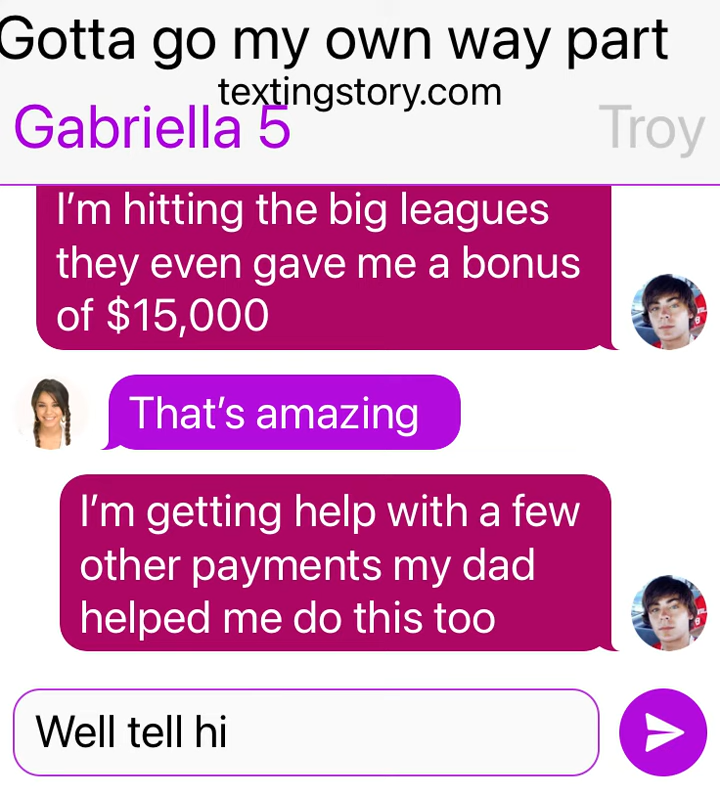 Gotta go my own way part
textingstory.com
Gabriella 5
Troy
I'm hitting the big leagues
they even gave me a bonus
of $15,000
That's amazing
I'm getting help with a few
other payments my dad
helped me do this too
Well tell hi